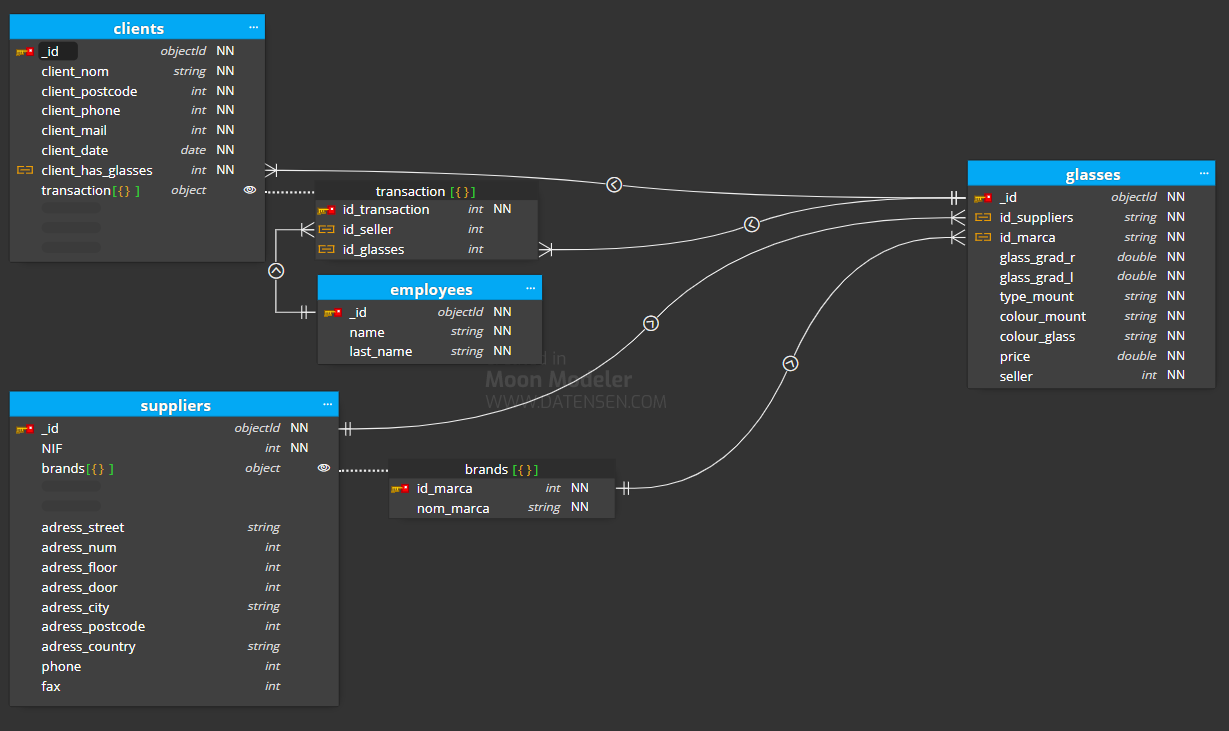 clients ...
_id objectId NN
client_nom string NN
client_postcode int NN
client_phone int NN
client_mail int NN
client_date date NN
client_has_glasses int NN
transaction[{}] object
transaction [{}]
id_transaction int NN
id_seller int
id_glasses int
employees ...
_id objectId NN
name string NN
last_name string NN
glasses ...
_id objectId NN
id_suppliers string NN
id_marca string NN
glass_grad_r double NN
glass_grad_l double NN
type_mount string NN
colour_mount string NN
colour_glass string NN
price double NN
seller int NN
in
Moon Modeler
WWW.DATENSEN.COM
suppliers ...
_id objectId NN
NIF int NN
brands[{}] object
adress_street string
adress_num int
adress_floor int
adress_door int
adress_city string
adress_postcode int
adress_country string
phone int
fax int
brands [{}]
id_marca int NN
nom_marca string NN